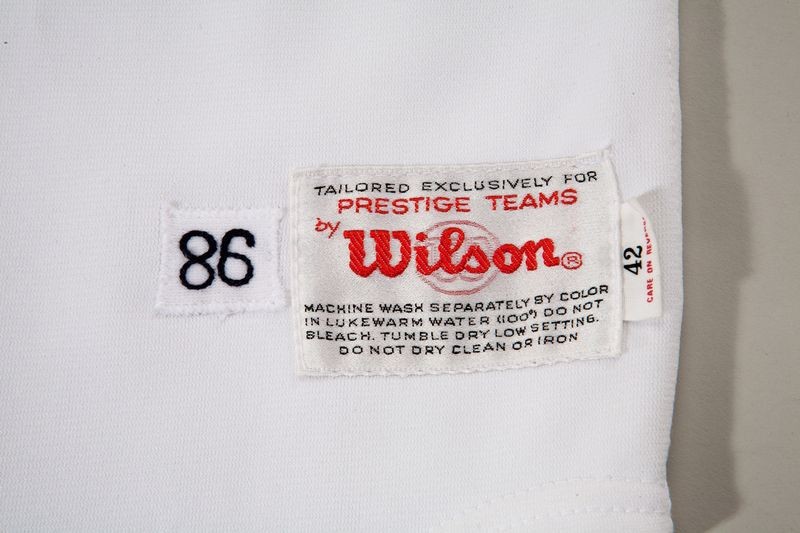 86
TAILORED EXCLUSIVELY FOR
PRESTIGE TEAMS
by
Wilson®
MACHINE WASH SEPARATELY BY COLOR
IN LUKEWARM WATER (100°) DO NOT
BLEACH. TUMBLE DRY LOW SETTING.
DO NOT DRY CLEAN OR IRON
42
CARE ON REVERS